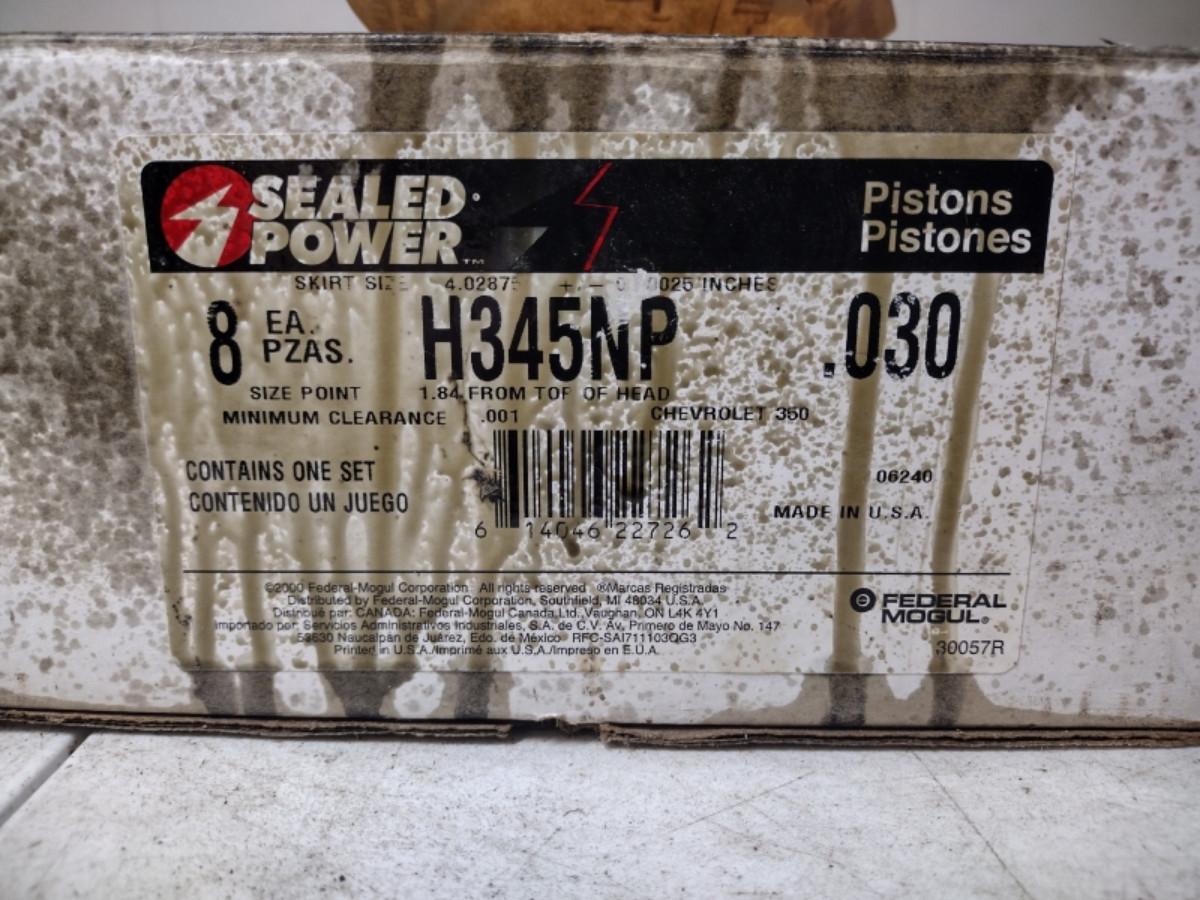 SEALED
POWER™
Pistons
Pistones
SKIRT SIZE 4.02875 INCHES
8 EA.
PZAS.
H345NP
.030
SIZE POINT 1.84 FROM TOP OF HEAD
MINIMUM CLEARANCE .001 CHEVROLET 350
CONTAINS ONE SET
CONTENIDO UN JUEGO
06240
MADE IN U.S.A.
6 14046 22726 2
©2000 Federal-Mogul Corporation All rights reserved ®Marcas Registradas
Distributed by Federal-Mogul Corporation, Southfield, MI 48034 U.S.A.
Distribué par: CANADA: Federal-Mogul Canada Ltd., Vaughan, ON L4K 4Y1
Importado por: Servicios Administrativos Industriales, S.A. de C.V. Av. Primero de Mayo No. 147
53630 Naucalpan de Juárez, Edo. de México RFC-SAI711103QG3
Printed in U.S.A./Imprimé aux U.S.A./Impreso en E.U.A.
FEDERAL
MOGUL®
30057R